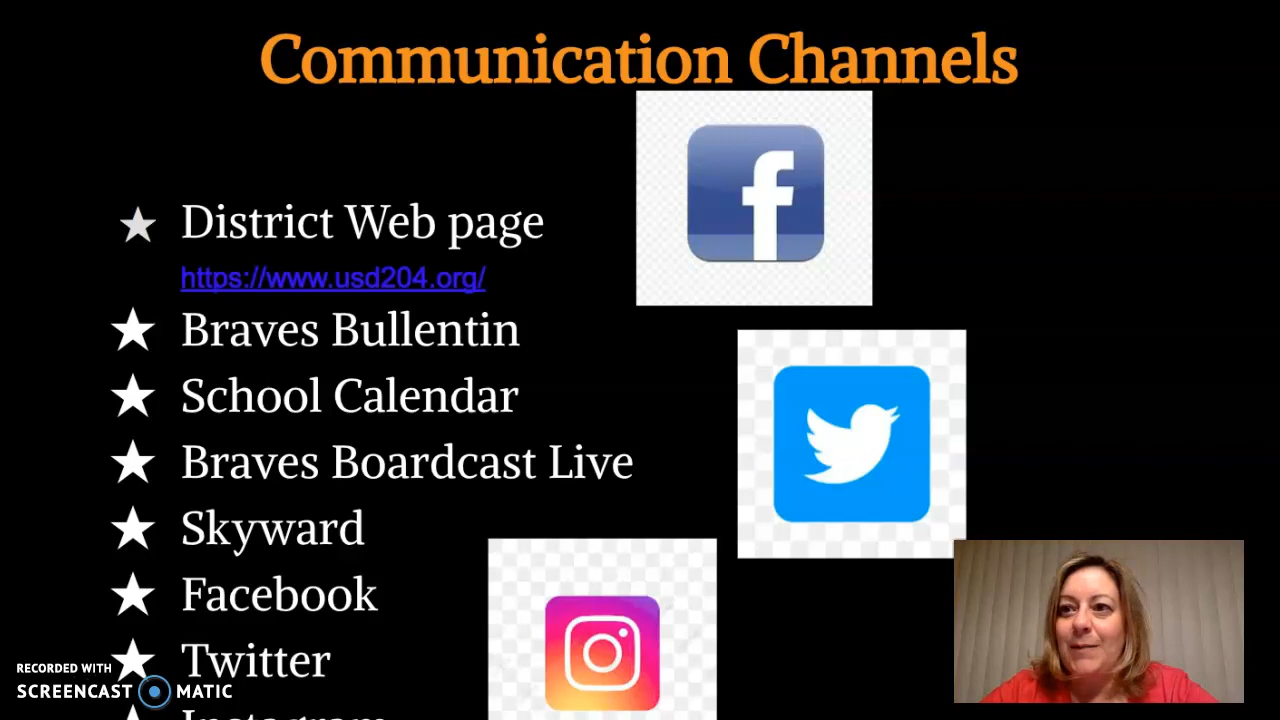 Communication Channels
District Web page
https://www.usd204.org/
Braves Bullentin
School Calendar
Braves Boardcast Live
Skyward
Facebook
Twitter
Instagram
RECORDED WITH
SCREENCAST MATIC